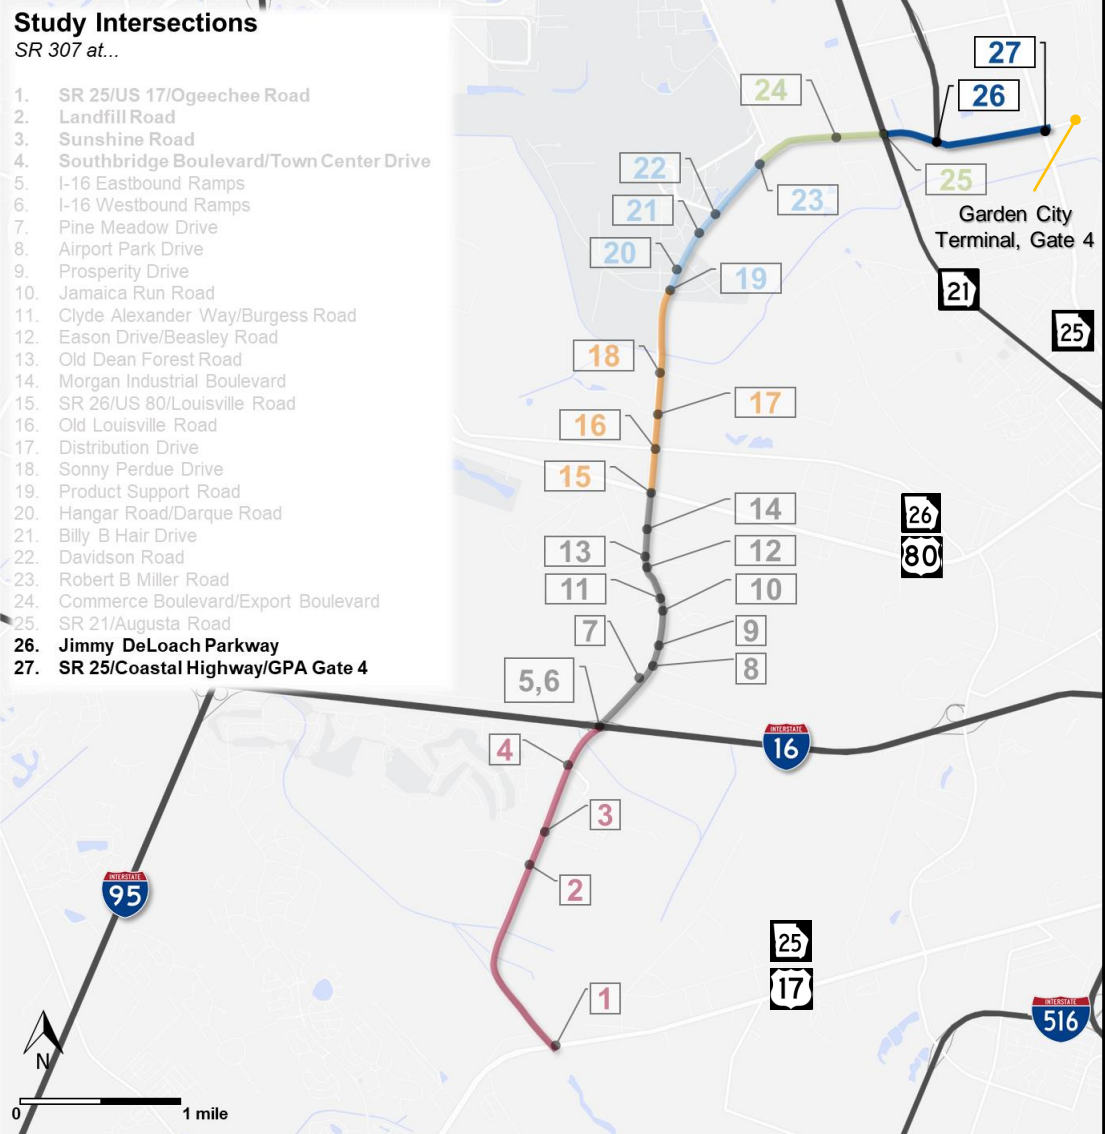 Study Intersections
SR 307 at...
1. SR 25/US 17/Ogeechee Road
2. Landfill Road
3. Sunshine Road
4. Southbridge Boulevard/Town Center Drive
5. I-16 Eastbound Ramps
6. I-16 Westbound Ramps
7. Pine Meadow Drive
8. Airport Park Drive
9. Prosperity Drive
10. Jamaica Run Road
11. Clyde Alexander Way/Burgess Road
12. Eason Drive/Beasley Road
13. Old Dean Forest Road
14. Morgan Industrial Boulevard
15. SR 26/US 80/Louisville Road
16. Old Louisville Road
17. Distribution Drive
18. Sonny Perdue Drive
19. Product Support Road
20. Hangar Road/Darque Road
21. Billy B Hair Drive
22. Davidson Road
23. Robert B Miller Road
24. Commerce Boulevard/Export Boulevard
25. SR 21/Augusta Road
26. Jimmy DeLoach Parkway
27. SR 25/Coastal Highway/GPA Gate 4
27
24
26
22
25
23
21
Garden City
Terminal, Gate 4
20
19
21
25
18
17
16
15
14
26
13
12
80
11
10
7
9
8
5,6
INTERSTATE
16
4
3
2
INTERSTATE
95
25
17
1
INTERSTATE
516
N
0
1 mile